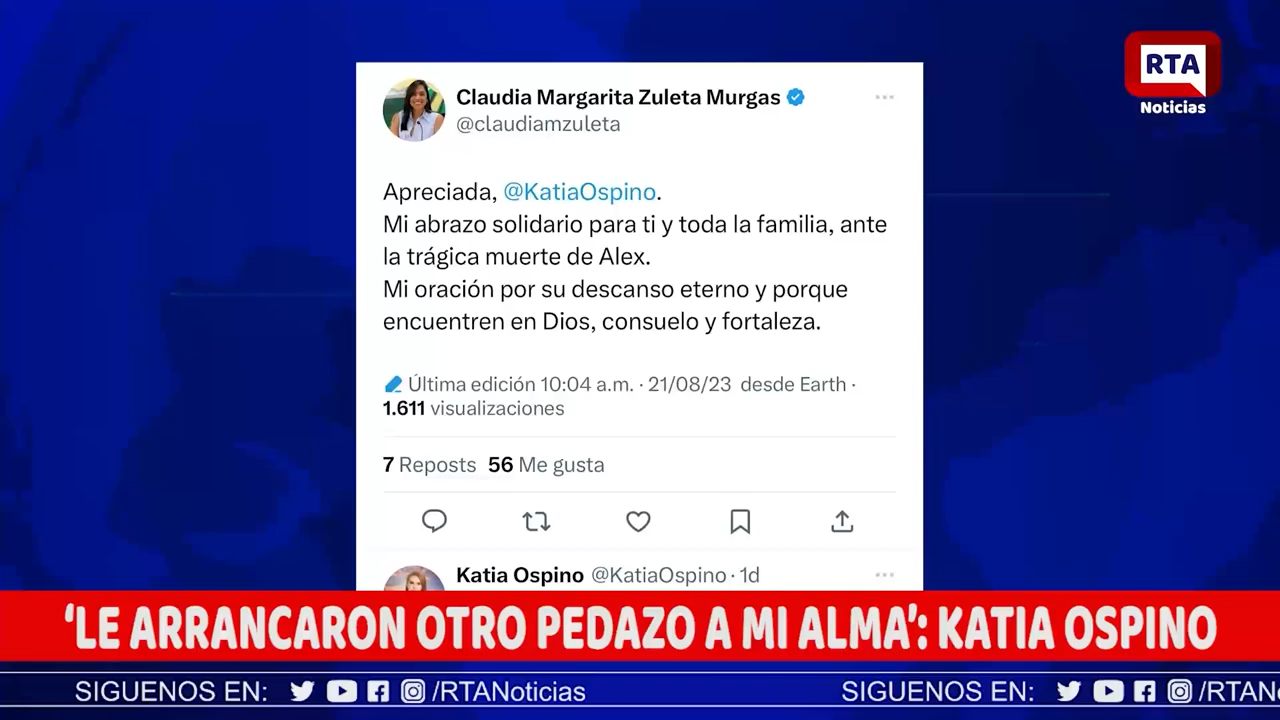 RTA
Noticias
Claudia Margarita Zuleta Murgas
@claudiamzuleta
Apreciada, @KatiaOspino.
Mi abrazo solidario para ti y toda la familia, ante
la trágica muerte de Alex.
Mi oración por su descanso eterno y porque
encuentren en Dios, consuelo y fortaleza.
Última edición 10:04 a.m. · 21/08/23 desde Earth ·
1.611 visualizaciones
7 Reposts 56 Me gusta
Katia Ospino @KatiaOspino · 1d
‘LE ARRANCARON OTRO PEDAZO A MI ALMA’: KATIA OSPINO
SIGUENOS EN: /RTANoticias SIGUENOS EN: /RTANo